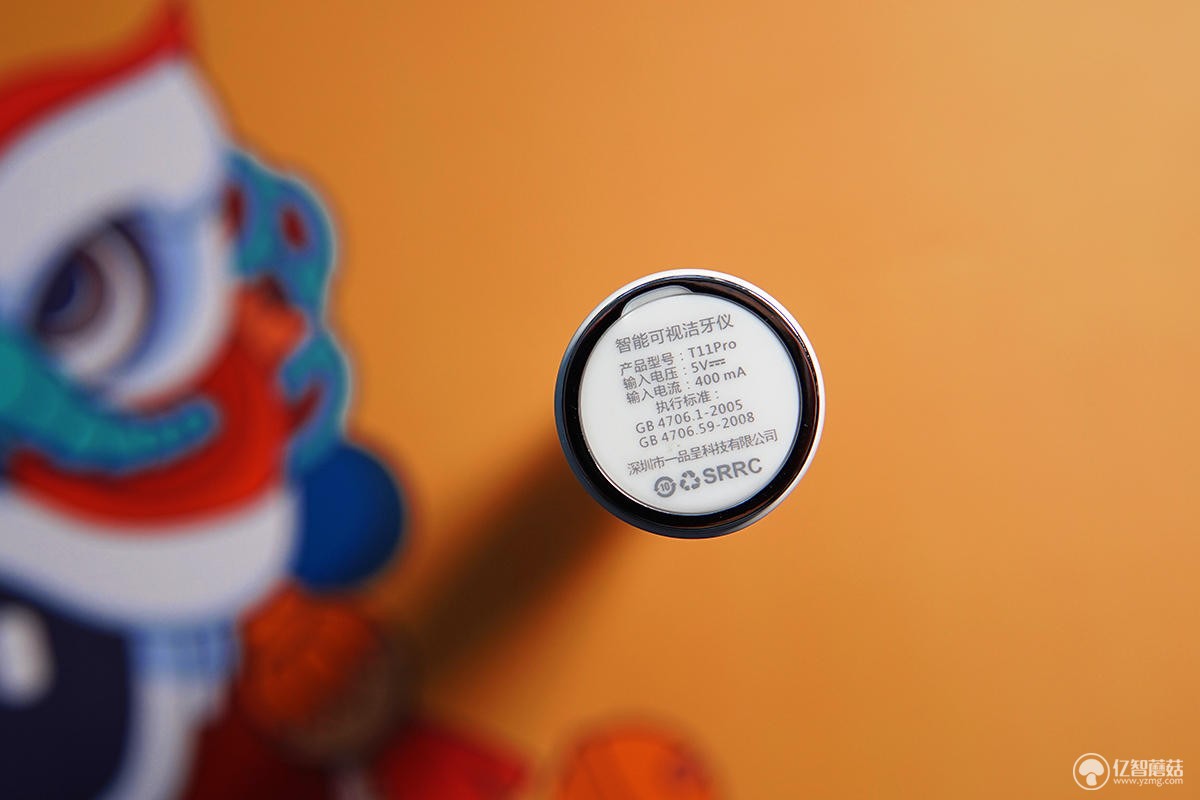 智能可视洁牙仪
产品型号：T11Pro
输入电压：5V⎓
输入电流：400 mA
执行标准：
GB 4706.1-2005
GB 4706.59-2008
深圳市一品呈科技有限公司
10 SRRC
亿智蘑菇
www.yzmg.com